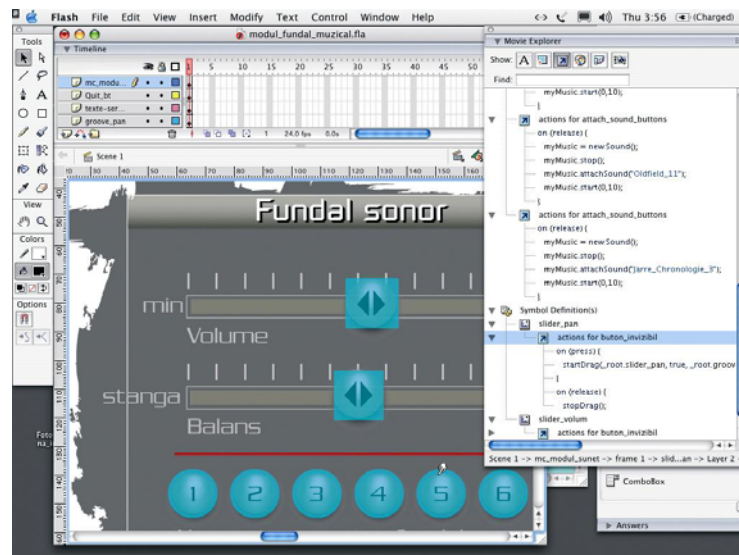 Flash File Edit View Insert Modify Text Control Window Help
Thu 3:56 (Charged)
Tools
View
Colors
Options
modul_fundal_muzical.fla
Timeline
1 5 10 15 20 25 30 35 40 45 50
mc_modu...
Quit_bt
texte-ser...
groove_pan
1 24.0 fps 0.0s
Scene 1
Fundal sonor
min
Volume
stanga
Balans
1 2 3 4 5 6
Movie Explorer
Show:
Find:
myMusic.start(0,10);
}
actions for attach_sound_buttons
on (release) {
myMusic = new Sound();
myMusic.stop();
myMusic.attachSound("Oldfield_11");
myMusic.start(0,10);
}
actions for attach_sound_buttons
on (release) {
myMusic = new Sound();
myMusic.stop();
myMusic.attachSound("Jarre_Chronologie_3");
myMusic.start(0,10);
}
Symbol Definition(s)
slider_pan
actions for buton_invizibil
on (press) {
startDrag(_root.slider_pan, true, _root.groov
}
on (release) {
stopDrag();
slider_volum
actions for buton_invizibil
Scene 1 -> mc_modul_sunet -> frame 1 -> slid...an -> Layer 2
ComboBox
Answers